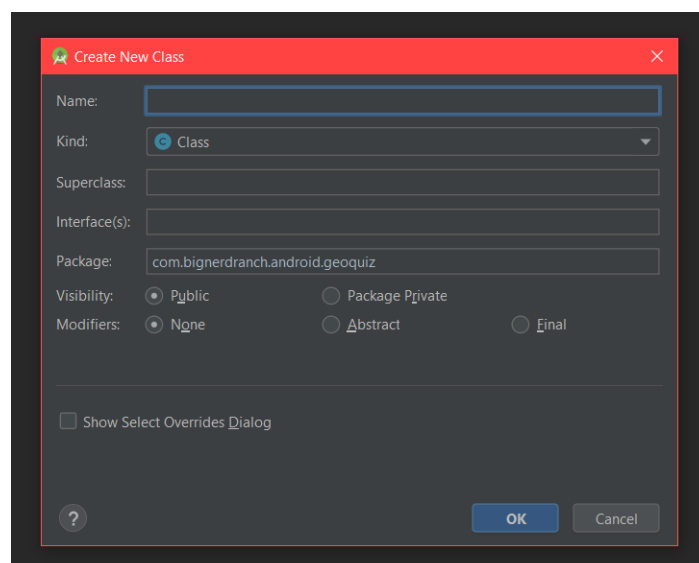 Create New Class
Name:
Kind: C Class
Superclass:
Interface(s):
Package: com.bignerdranch.android.geoquiz
Visibility: Public Package Private
Modifiers: None Abstract Final
Show Select Overrides Dialog
? OK Cancel